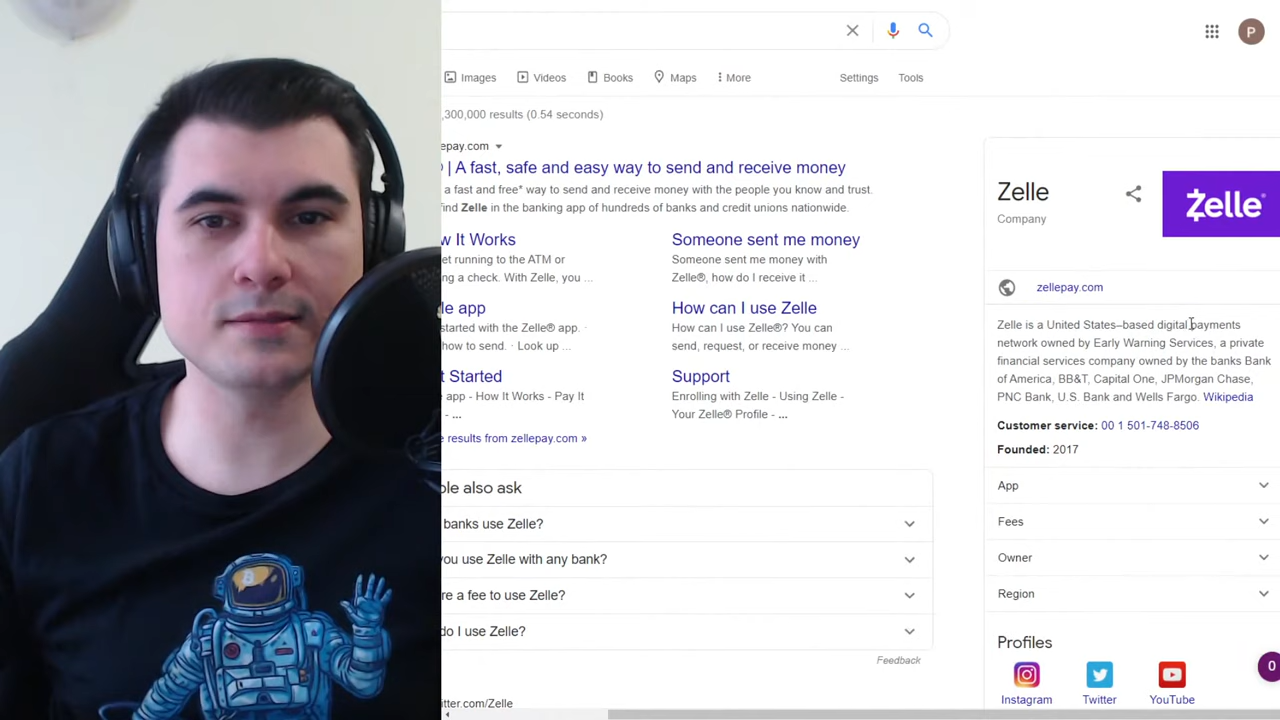 Images
Videos
Books
Maps
More
Settings
Tools
P
,300,000 results (0.54 seconds)
epay.com
| A fast, safe and easy way to send and receive money
a fast and free* way to send and receive money with the people you know and trust.
find Zelle in the banking app of hundreds of banks and credit unions nationwide.
w It Works
et running to the ATM or
ng a check. With Zelle, you ...
Someone sent me money
Someone sent me money with
Zelle®, how do I receive it ...
le app
started with the Zelle® app. ·
how to send. · Look up ...
How can I use Zelle
How can I use Zelle®? You can
send, request, or receive money ...
t Started
app - How It Works - Pay It
- ...
Support
Enrolling with Zelle - Using Zelle -
Your Zelle® Profile - ...
e results from zellepay.com »
ple also ask
banks use Zelle?
you use Zelle with any bank?
re a fee to use Zelle?
do I use Zelle?
Feedback
itter.com/Zelle
Zelle
Company
Zelle®
zellepay.com
Zelle is a United States–based digital payments
network owned by Early Warning Services, a private
financial services company owned by the banks Bank
of America, BB&T, Capital One, JPMorgan Chase,
PNC Bank, U.S. Bank and Wells Fargo. Wikipedia
Customer service: 00 1 501-748-8506
Founded: 2017
App
Fees
Owner
Region
Profiles
Instagram
Twitter
YouTube
0